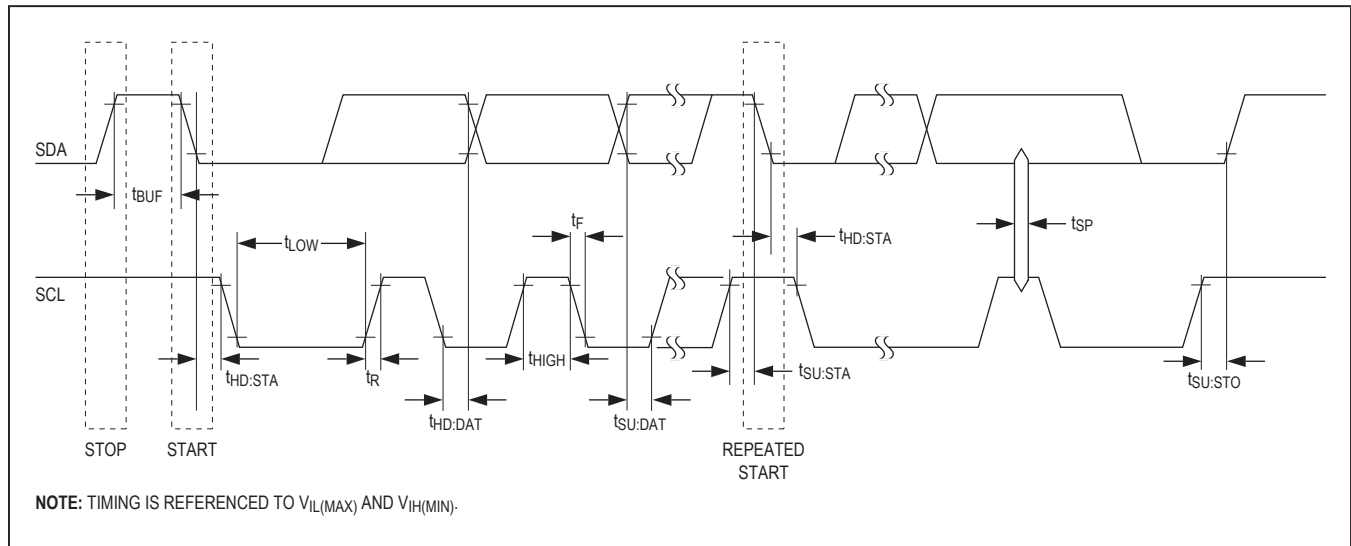 SDA
tBUF
tF
tLOW
tHD:STA
tSP
SCL
tHD:STA
tR
tHIGH
tSU:STA
tSU:STO
tHD:DAT
tSU:DAT
STOP
START
REPEATED
START
NOTE: TIMING IS REFERENCED TO VIL(MAX) AND VIH(MIN).